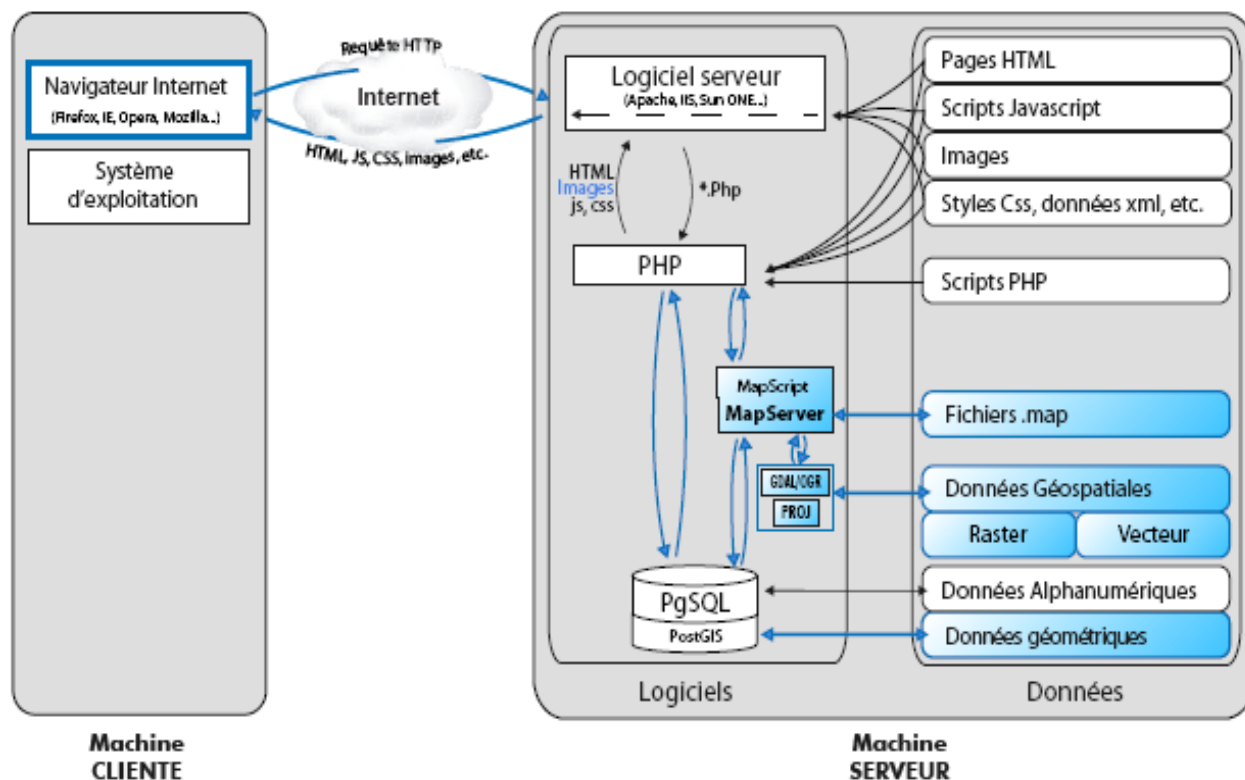 Navigateur Internet
(Firefox, IE, Opera, Mozilla...)
Système
d'exploitation
Requête HTTp
Internet
HTML, JS, CSS, images, etc.
Logiciel serveur
(Apache, IIS, Sun ONE...)
HTML
Images
js, css
*.Php
PHP
MapScript
MapServer
GDAL/OGR
PROJ
PgSQL
PostGIS
Logiciels
Pages HTML
Scripts Javascript
Images
Styles Css, données xml, etc.
Scripts PHP
Fichiers .map
Données Géospatiales
Raster
Vecteur
Données Alphanumériques
Données géométriques
Données
Machine
CLIENTE
Machine
SERVEUR